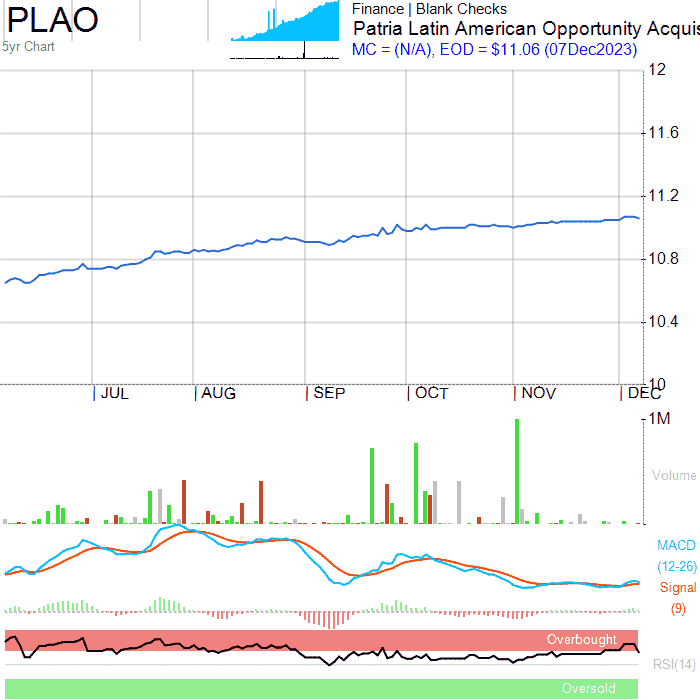 PLAO
5yr Chart
Finance | Blank Checks
Patria Latin American Opportunity Acquis
MC = (N/A), EOD = $11.06 (07Dec2023)
12
11.6
11.2
10.8
10.4
10
JUL
AUG
SEP
OCT
NOV
DEC
1M
Volume
MACD
(12-26)
Signal
(9)
Overbought
RSI(14)
Oversold